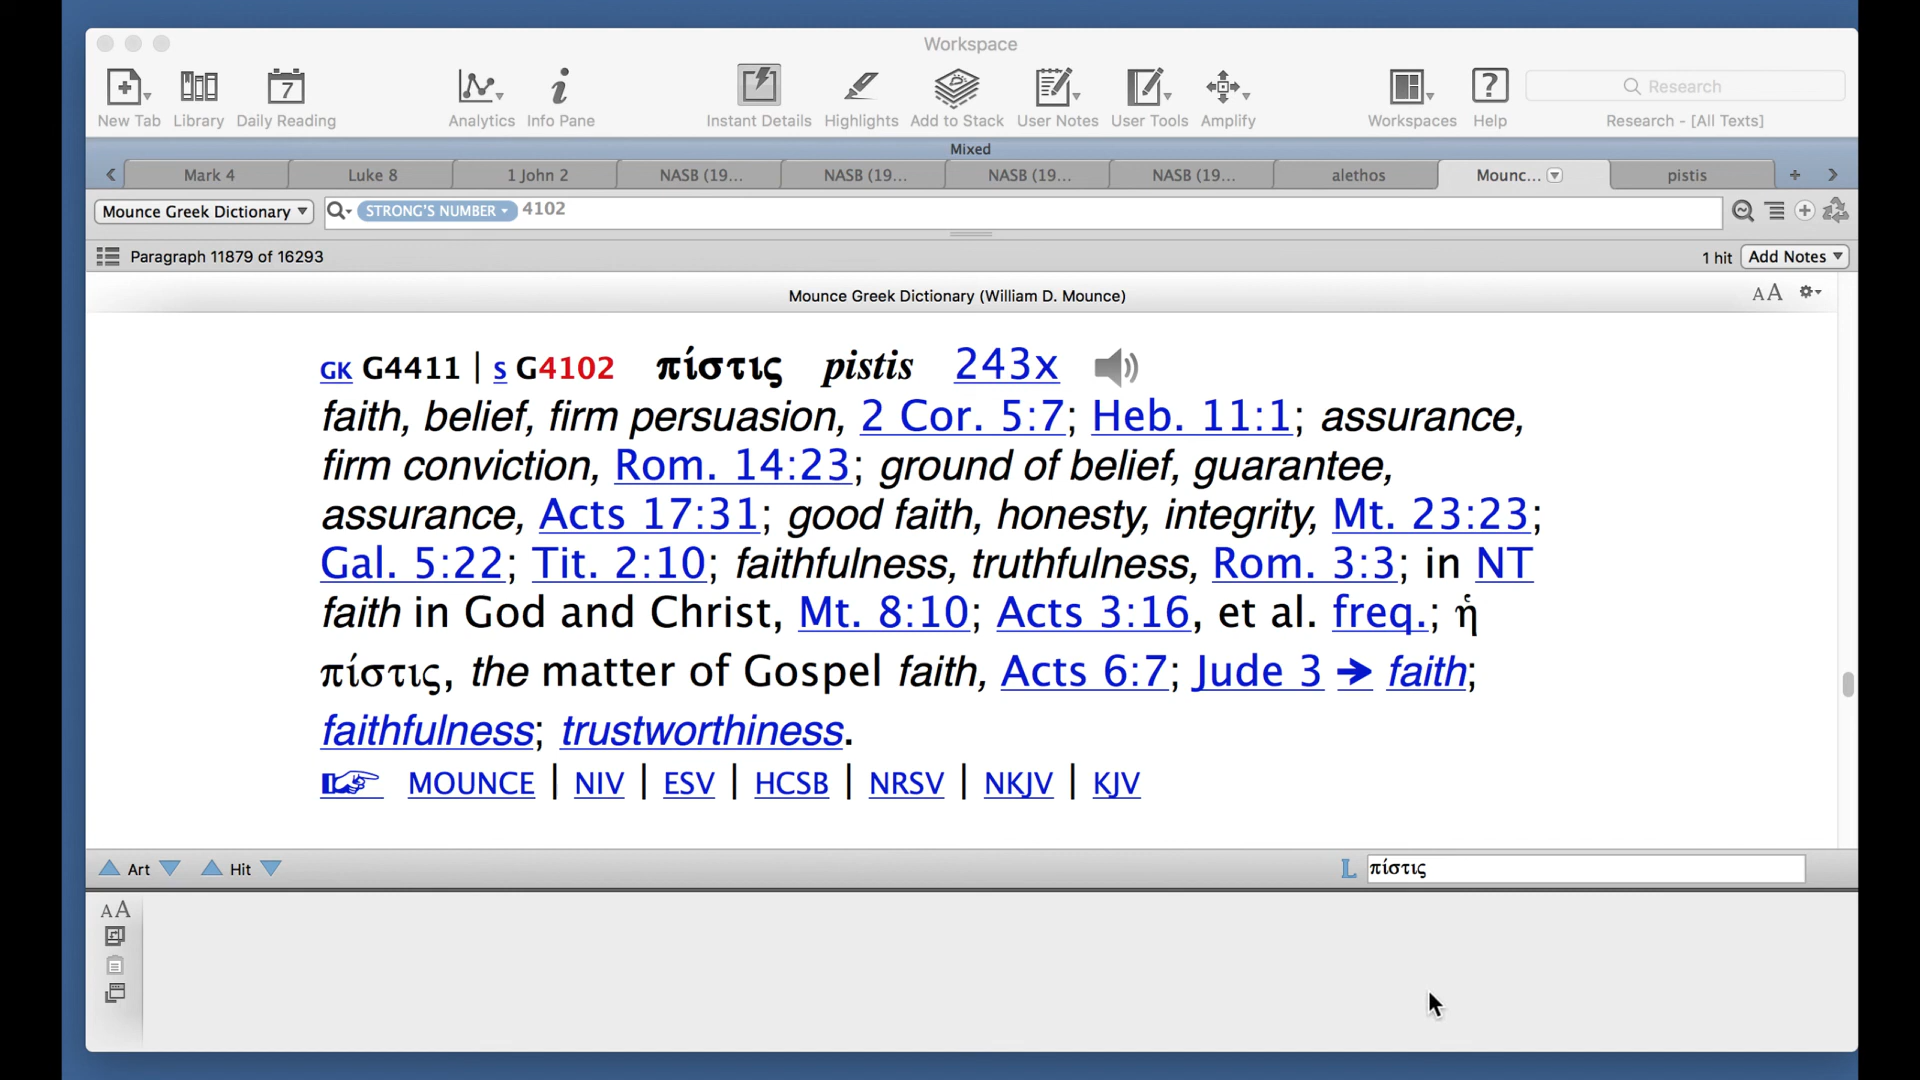 Workspace
New Tab Library Daily Reading Analytics Info Pane Instant Details Highlights Add to Stack User Notes User Tools Amplify Workspaces Help Research
7
Research - [All Texts]
Mixed
Mark 4 Luke 8 1 John 2 NASB (19... NASB (19... NASB (19... NASB (19... alethos Mounc... pistis
Mounce Greek Dictionary STRONG'S NUMBER 4102
Paragraph 11879 of 16293 1 hit Add Notes
Mounce Greek Dictionary (William D. Mounce) AA
GK G4411 | S G4102 πίστις pistis 243x
faith, belief, firm persuasion, 2 Cor. 5:7; Heb. 11:1; assurance,
firm conviction, Rom. 14:23; ground of belief, guarantee,
assurance, Acts 17:31; good faith, honesty, integrity, Mt. 23:23;
Gal. 5:22; Tit. 2:10; faithfulness, truthfulness, Rom. 3:3; in NT
faith in God and Christ, Mt. 8:10; Acts 3:16, et al. freq.; ἡ
πίστις, the matter of Gospel faith, Acts 6:7; Jude 3 ➔ faith;
faithfulness; trustworthiness.
MOUNCE | NIV | ESV | HCSB | NRSV | NKJV | KJV
Art Hit L πίστις
AA